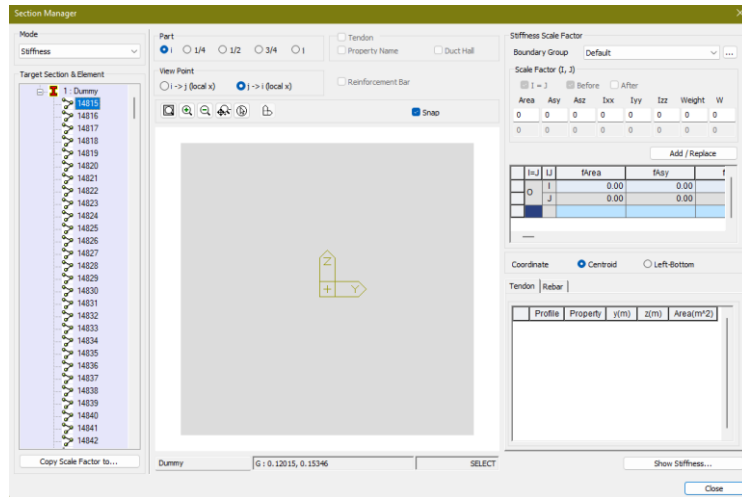 Section Manager
Mode
Stiffness
Target Section & Element
1 : Dummy
14815
14816
14817
14818
14819
14820
14821
14822
14823
14824
14825
14826
14827
14828
14829
14830
14831
14832
14833
14834
14835
14836
14837
14838
14839
14840
14841
14842
Copy Scale Factor to...
Part
i 1/4 1/2 3/4 j
Tendon
Property Name Duct Hall
View Point
i -> j (local x) j -> i (local x)
Reinforcement Bar
Snap
Z
Y
Dummy G : 0.12015, 0.15346 SELECT
Stiffness Scale Factor
Boundary Group Default ...
Scale Factor (I, J)
I = J Before After
Area Asy Asz Ixx Iyy Izz Weight W
0 0 0 0 0 0 0 0
0 0 0 0 0 0 0 0
Add / Replace
I=J IJ fArea fAsy f
O I 0.00 0.00
J 0.00 0.00
Coordinate Centroid Left-Bottom
Tendon Rebar
Profile Property y(m) z(m) Area(m^2)
Show Stiffness...
Close